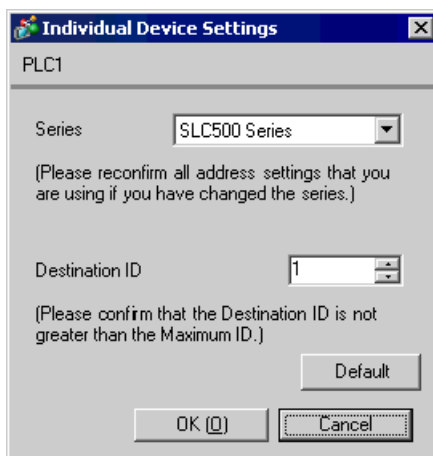 Individual Device Settings
PLC1
Series SLC500 Series
(Please reconfirm all address settings that you
are using if you have changed the series.)
Destination ID 1
(Please confirm that the Destination ID is not
greater than the Maximum ID.)
Default
OK (O) Cancel